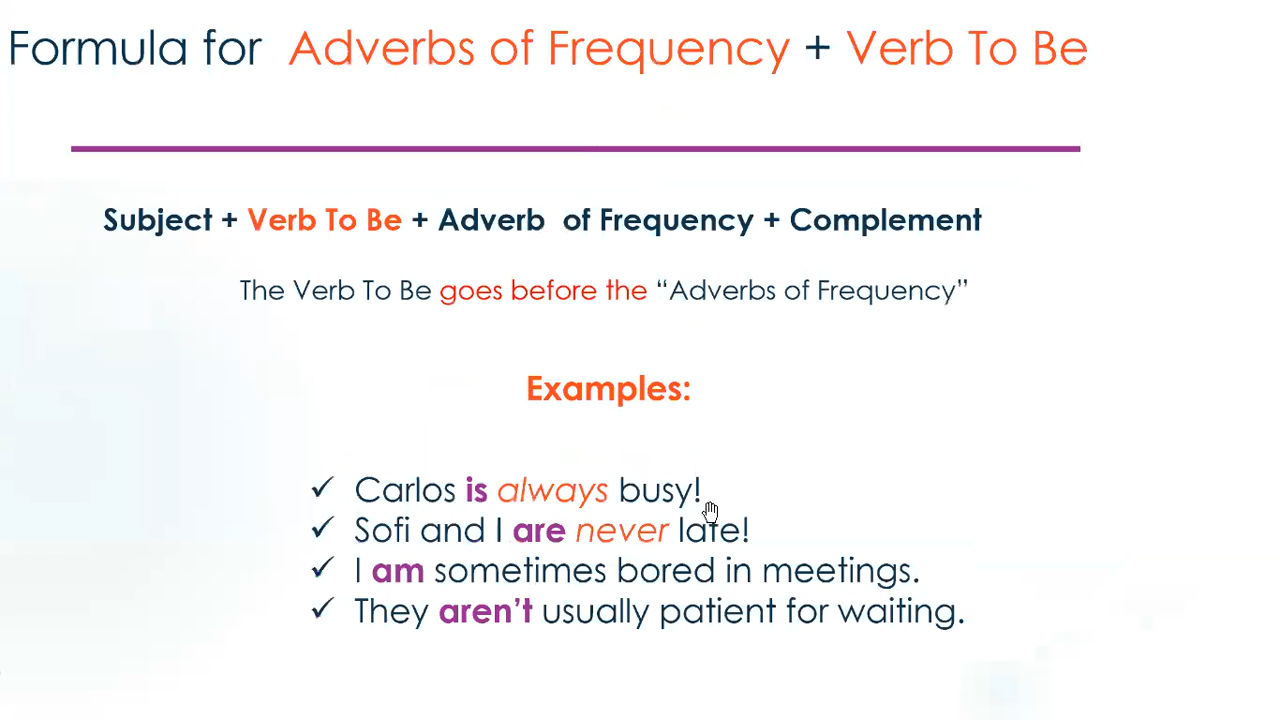 Formula for Adverbs of Frequency + Verb To Be
Subject + Verb To Be + Adverb of Frequency + Complement
The Verb To Be goes before the “Adverbs of Frequency”
Examples:
✓ Carlos is always busy!
✓ Sofi and I are never late!
✓ I am sometimes bored in meetings.
✓ They aren’t usually patient for waiting.